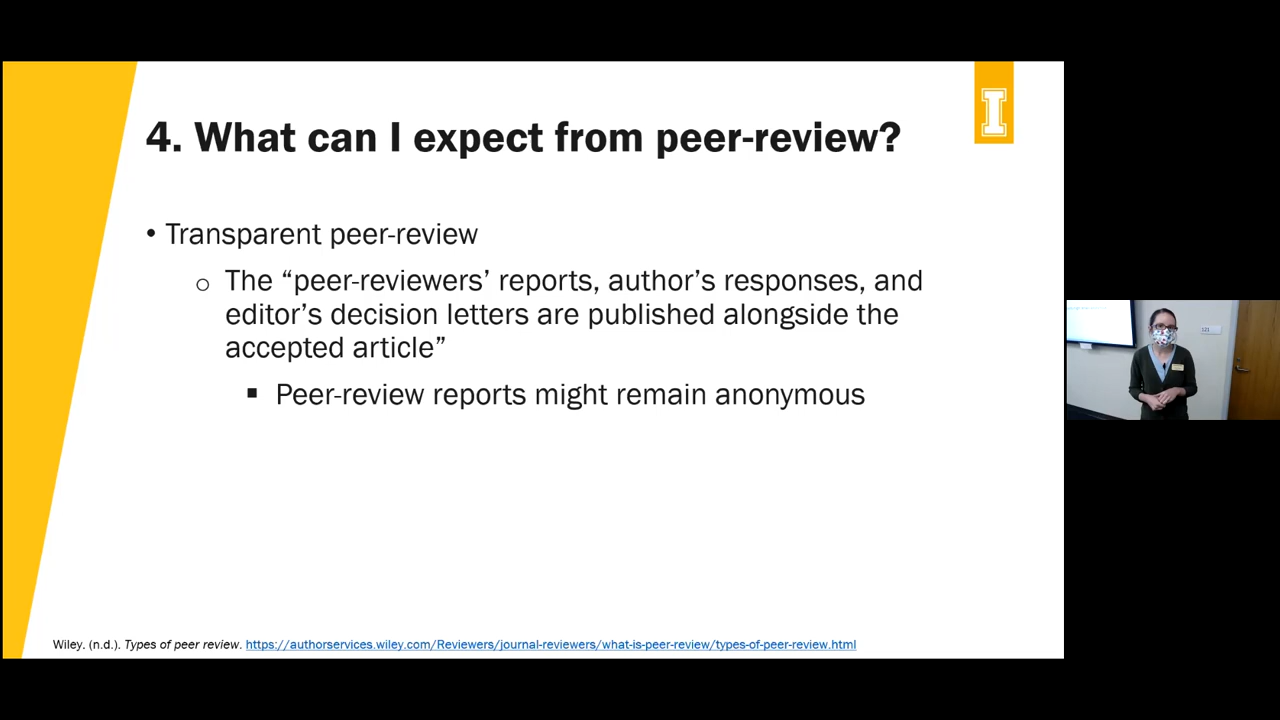 I
4. What can I expect from peer-review?
• Transparent peer-review
o The “peer-reviewers’ reports, author’s responses, and
editor’s decision letters are published alongside the
accepted article”
▪ Peer-review reports might remain anonymous
Wiley. (n.d.). Types of peer review. https://authorservices.wiley.com/Reviewers/journal-reviewers/what-is-peer-review/types-of-peer-review.html